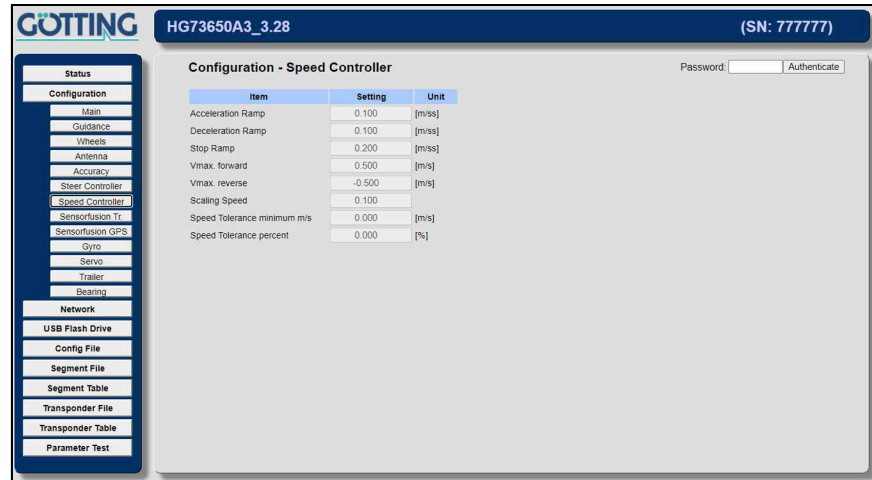 GÖTTING
HG73650A3_3.28 (SN: 777777)
Status
Configuration
Main
Guidance
Wheels
Antenna
Accuracy
Steer Controller
Speed Controller
Sensorfusion Tr.
Sensorfusion GPS
Gyro
Servo
Trailer
Bearing
Network
USB Flash Drive
Config File
Segment File
Segment Table
Transponder File
Transponder Table
Parameter Test
Configuration - Speed Controller
Password: Authenticate
Item Setting Unit
Acceleration Ramp 0.100 [m/ss]
Deceleration Ramp 0.100 [m/ss]
Stop Ramp 0.200 [m/ss]
Vmax. forward 0.500 [m/s]
Vmax. reverse -0.500 [m/s]
Scaling Speed 0.100
Speed Tolerance minimum m/s 0.000 [m/s]
Speed Tolerance percent 0.000 [%]